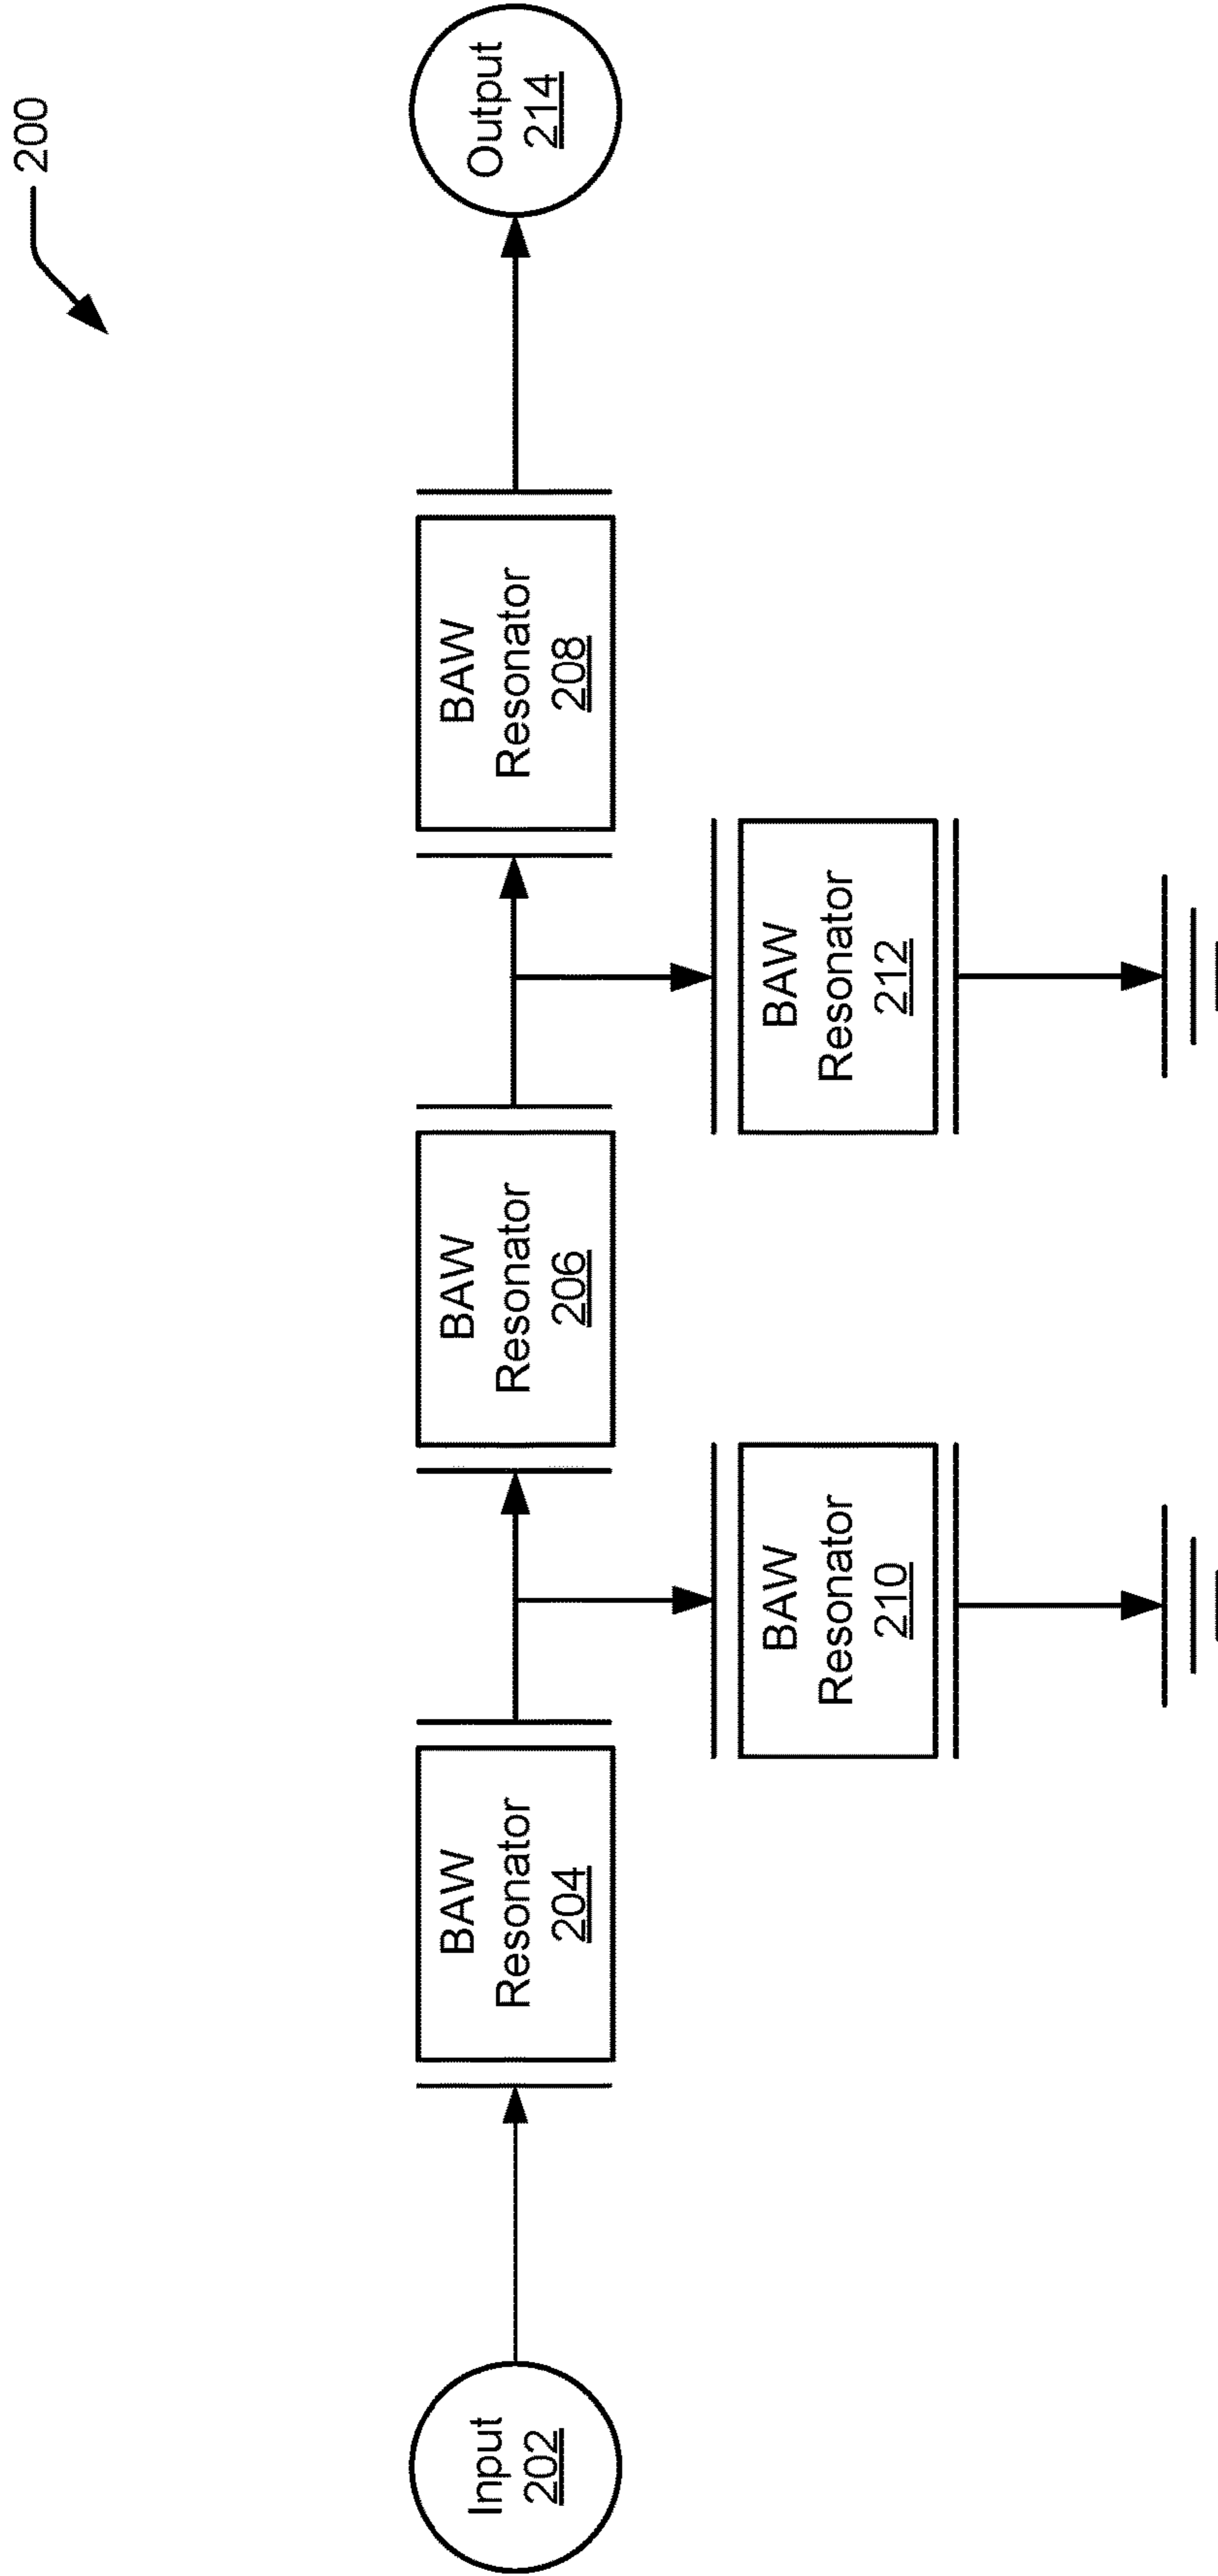 200
Input
202
BAW
Resonator
204
BAW
Resonator
206
BAW
Resonator
208
Output
214
BAW
Resonator
210
BAW
Resonator
212